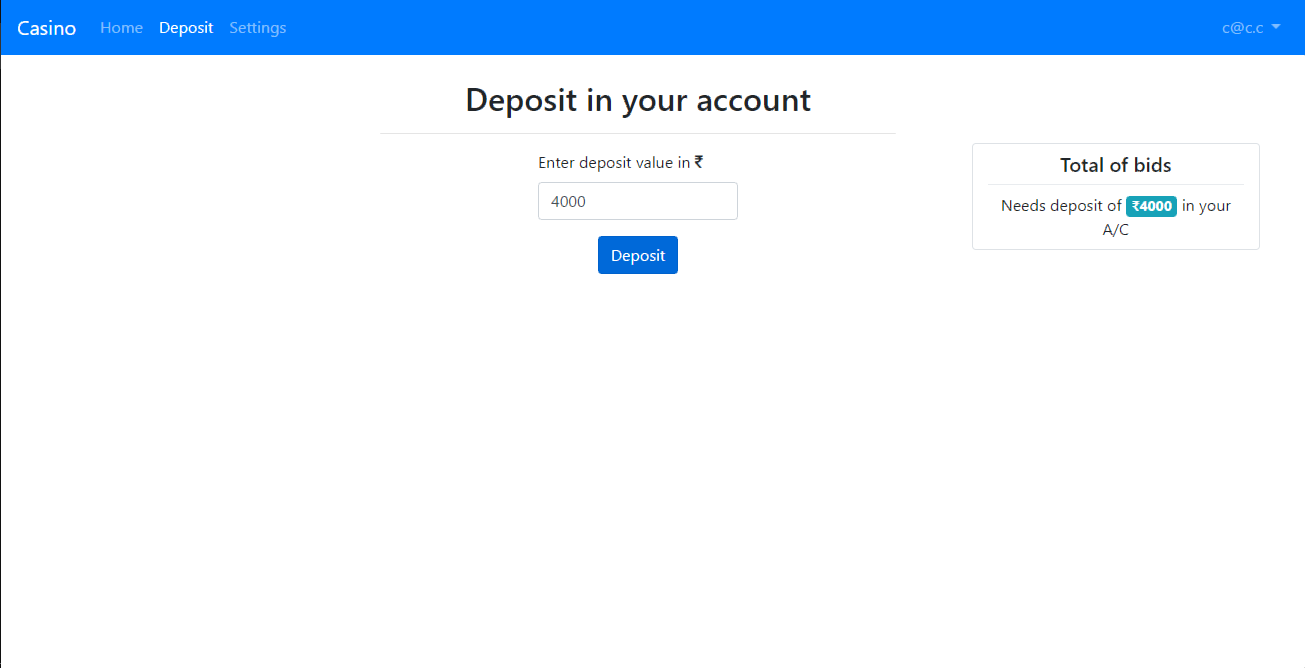 Casino Home Deposit Settings c@c.c
Deposit in your account
Enter deposit value in ₹
4000
Deposit
Total of bids
Needs deposit of ₹4000 in your
A/C